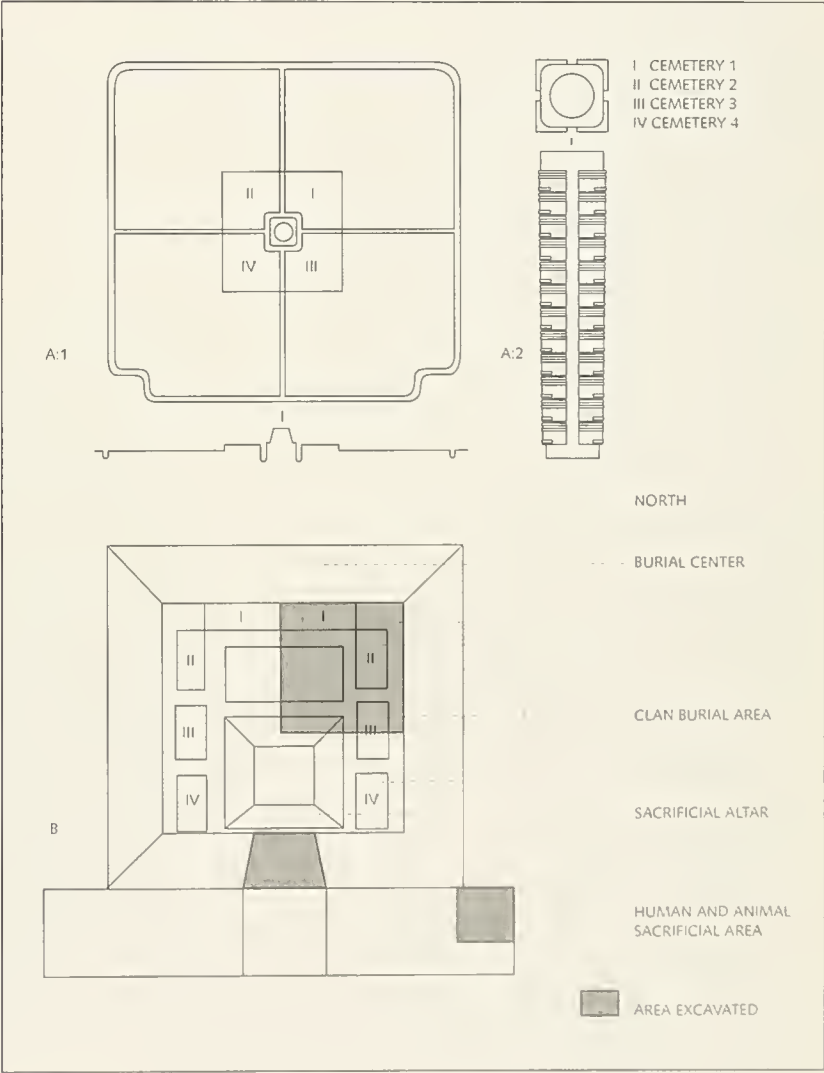 I CEMETERY 1
II CEMETERY 2
III CEMETERY 3
IV CEMETERY 4
I
II I
IV III
A:1
A:2
I
NORTH
BURIAL CENTER
I I
II II
CLAN BURIAL AREA
III III
IV IV
SACRIFICIAL ALTAR
B
HUMAN AND ANIMAL
SACRIFICIAL AREA
AREA EXCAVATED